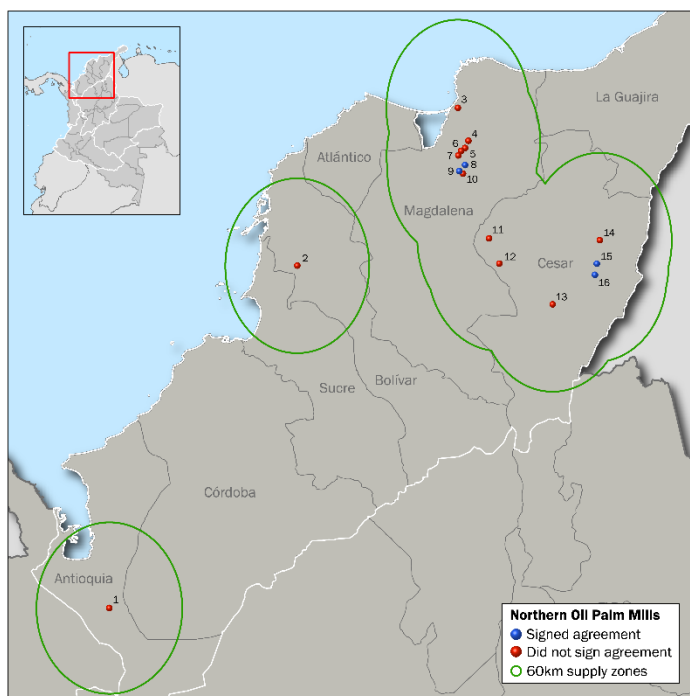 3
La Guajira
4
6
Atlántico
7
5
8
9
10
Magdalena
11
14
2
12
Cesar
15
16
13
Sucre
Bolívar
Córdoba
Antioquia
1
Northern Oil Palm Mills
Signed agreement
Did not sign agreement
60km supply zones